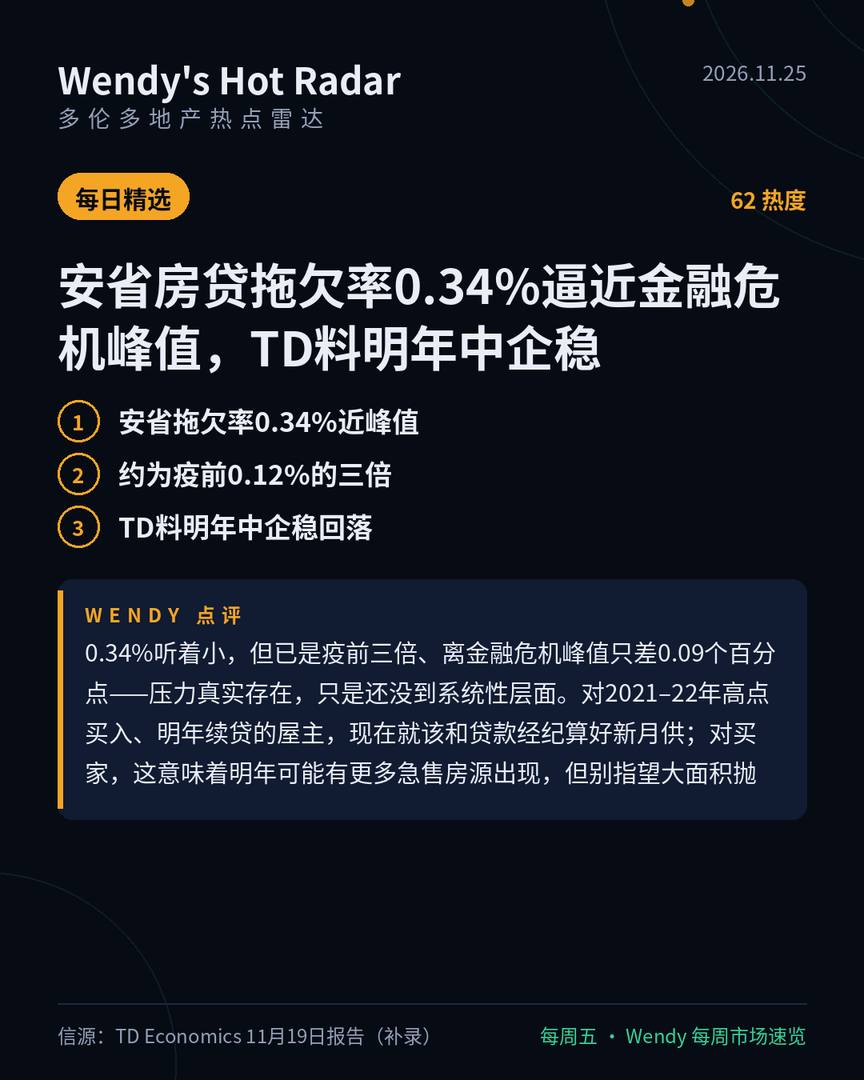 Wendy's Hot Radar
2026.11.25
多伦多地产热点雷达
每日精选
62 热度
安省房贷拖欠率0.34%逼近金融危
机峰值，TD料明年中企稳
1 安省拖欠率0.34%近峰值
2 约为疫前0.12%的三倍
3 TD料明年中企稳回落
WENDY 点评
0.34%听着小，但已是疫前三倍、离金融危机峰值只差0.09个百分
点——压力真实存在，只是还没到系统性层面。对2021–22年高点
买入、明年续贷的屋主，现在就该和贷款经纪算好新月供；对买
家，这意味着明年可能有更多急售房源出现，但别指望大面积抛
信源：TD Economics 11月19日报告（补录）
每周五 · Wendy 每周市场速览